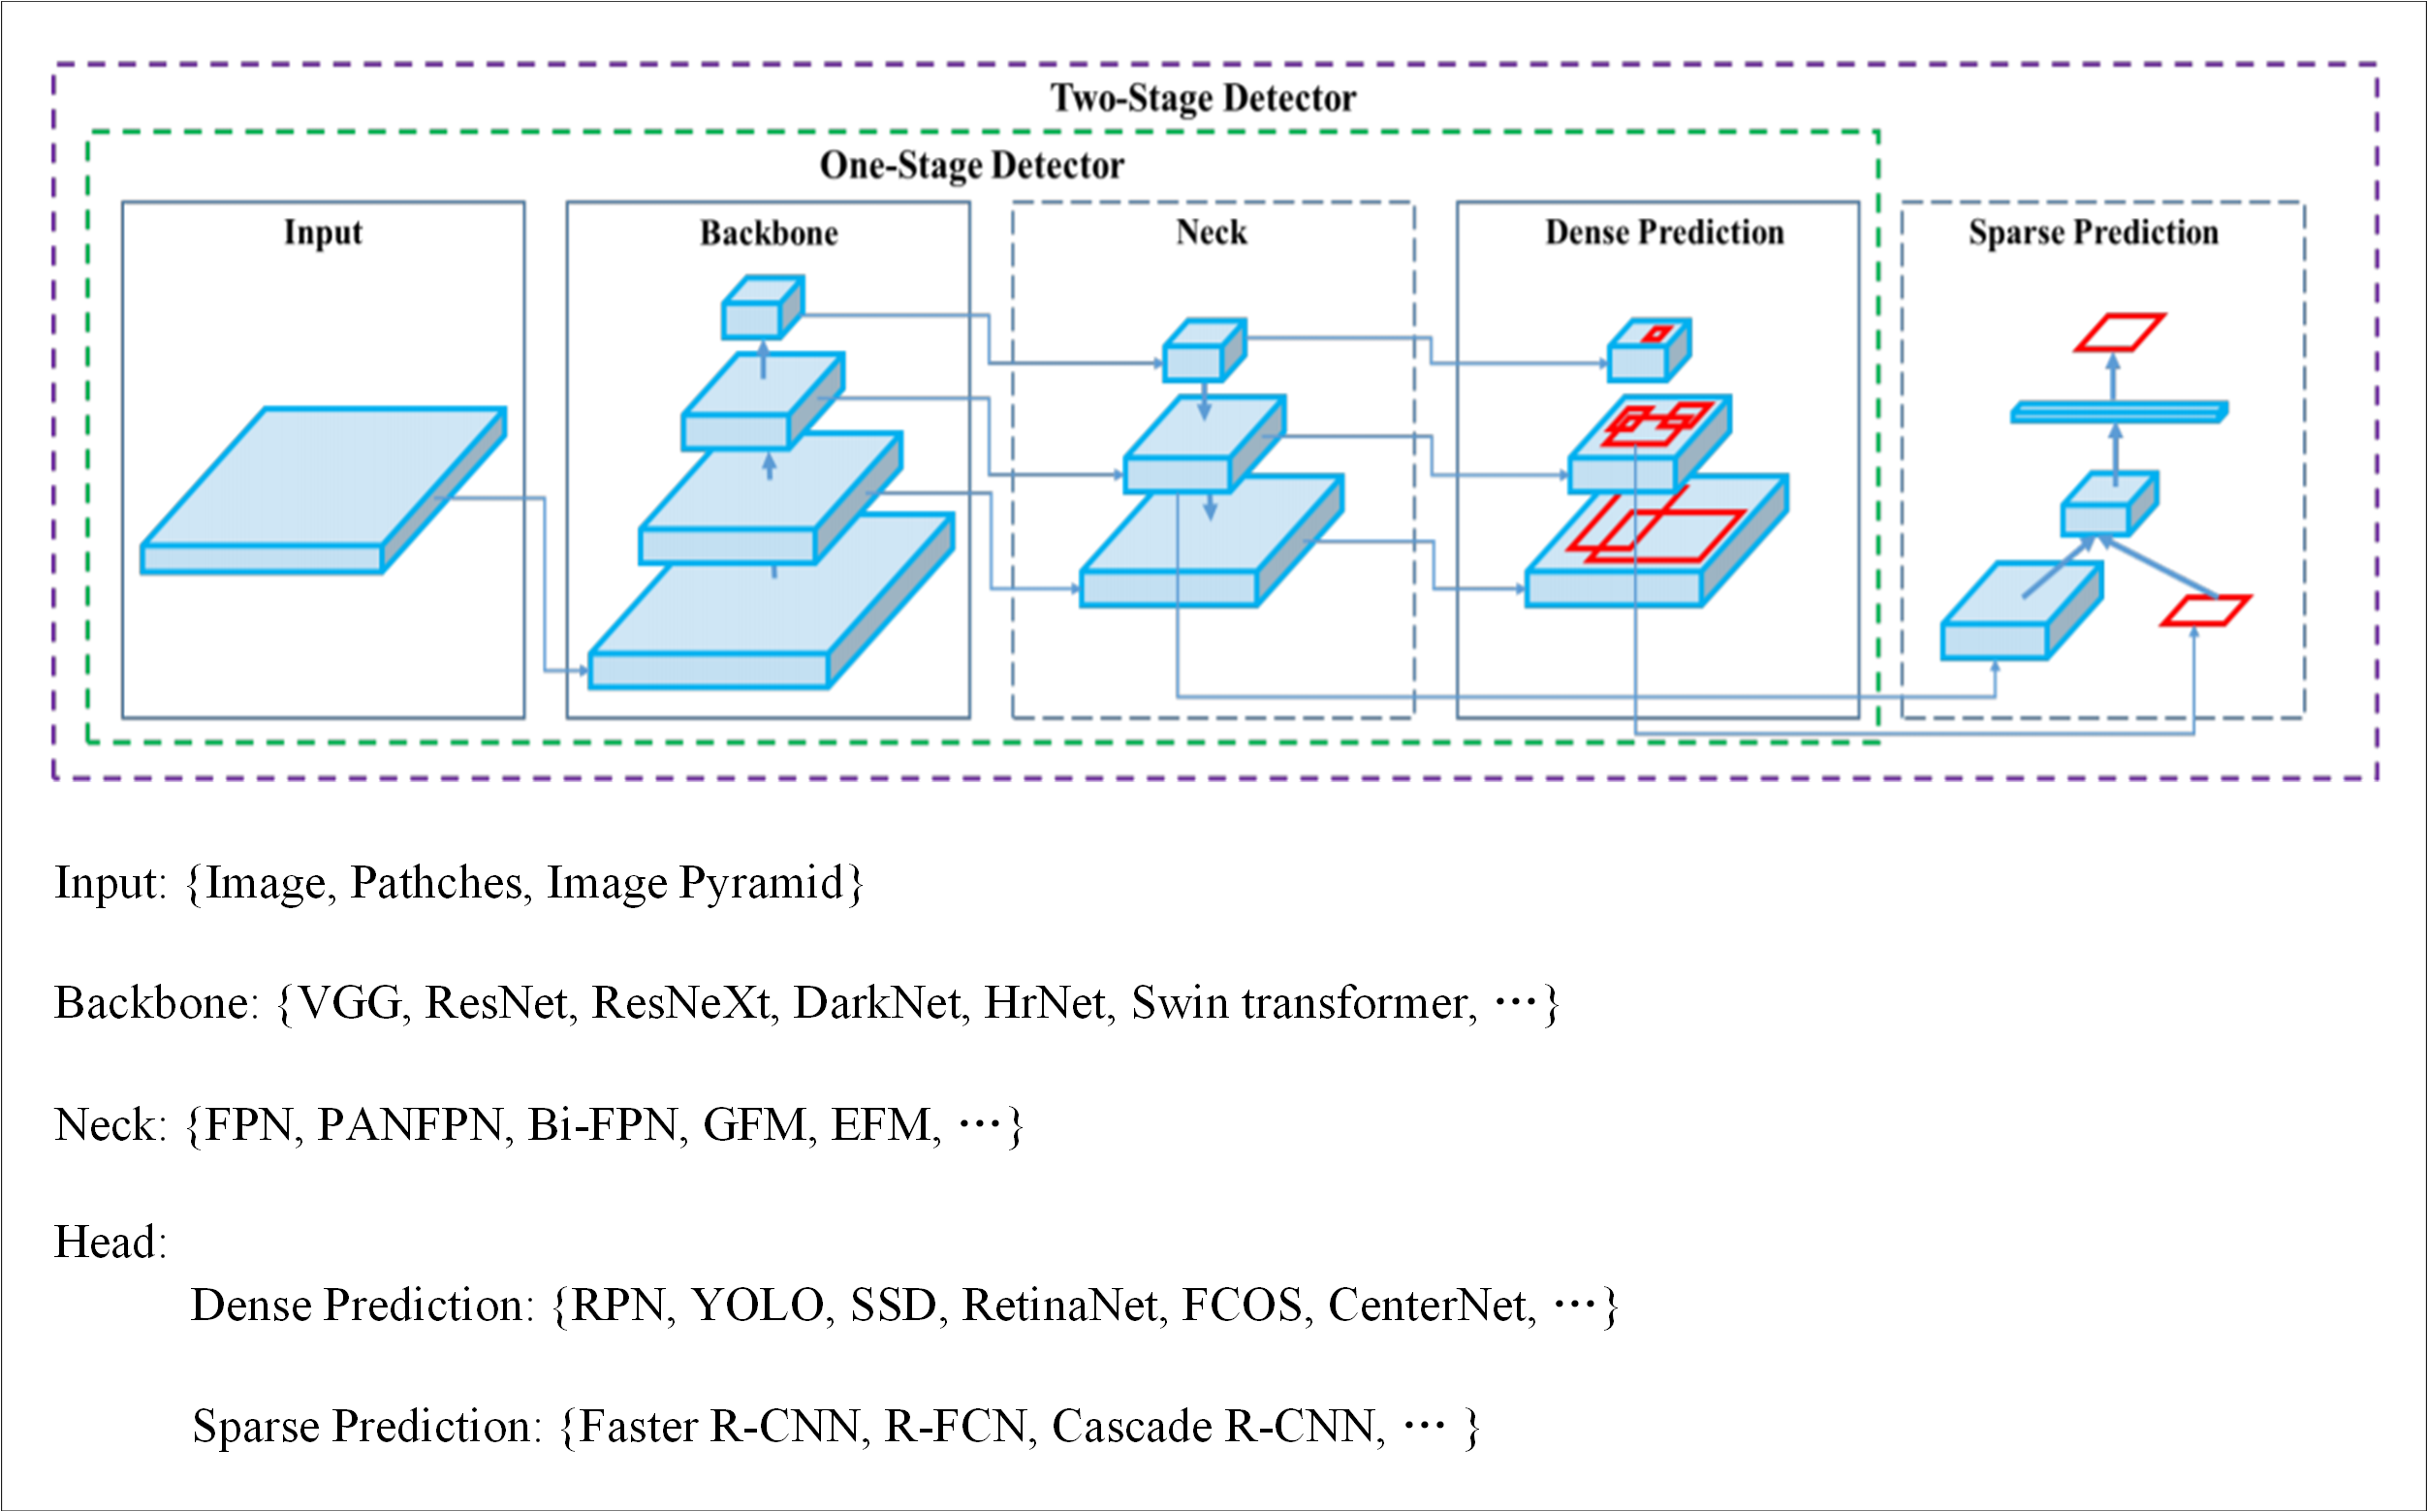 Two-Stage Detector
One-Stage Detector
Input
Backbone
Neck
Dense Prediction
Sparse Prediction
Input: {Image, Pathches, Image Pyramid}
Backbone: {VGG, ResNet, ResNeXt, DarkNet, HrNet, Swin transformer, ⋯}
Neck: {FPN, PANFPN, Bi-FPN, GFM, EFM, ⋯}
Head:
Dense Prediction: {RPN, YOLO, SSD, RetinaNet, FCOS, CenterNet, ⋯}
Sparse Prediction: {Faster R-CNN, R-FCN, Cascade R-CNN, ⋯ }